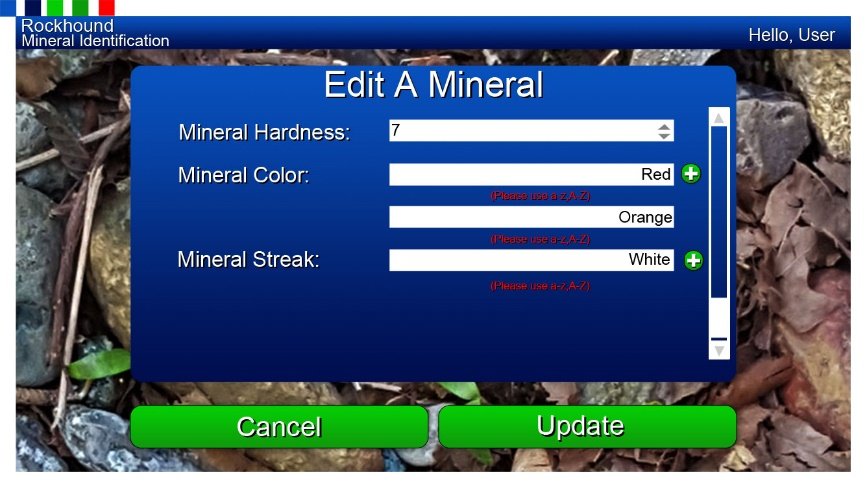 Rockhound
Mineral Identification
Hello, User
Edit A Mineral
Mineral Hardness: 7
Mineral Color: Red
(Please use a-z,A-Z)
Orange
(Please use a-z,A-Z)
Mineral Streak: White
(Please use a-z,A-Z)
Cancel Update